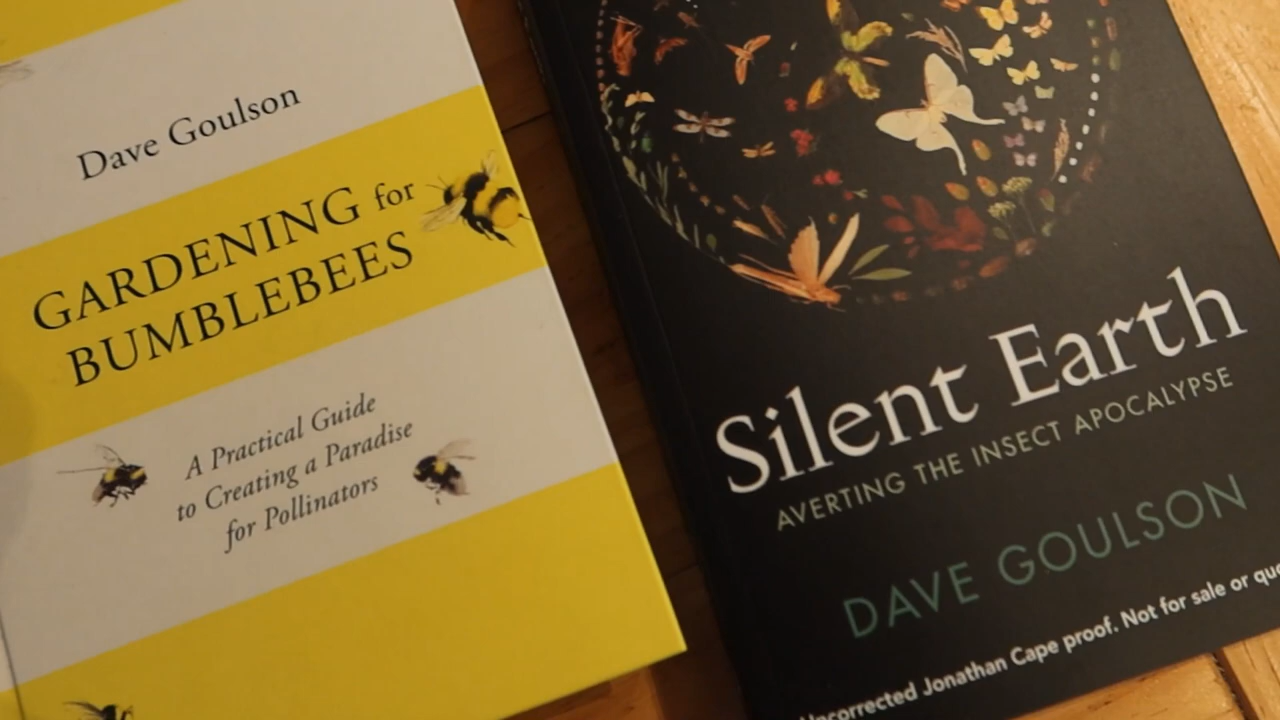 Dave Goulson
GARDENING for
BUMBLEBEES
A Practical Guide
to Creating a Paradise
for Pollinators
Silent Earth
AVERTING THE INSECT APOCALYPSE
DAVE GOULSON
Uncorrected Jonathan Cape proof. Not for sale or